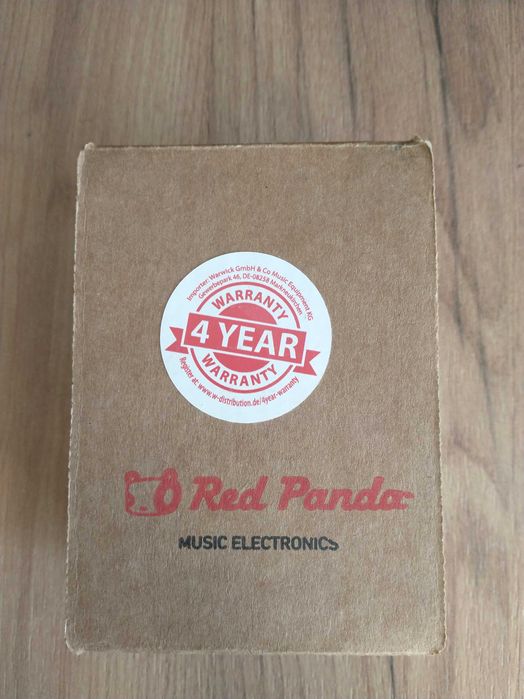 Importer: Warwick GmbH & Co Music Equipment KG
Gewerbepark 46, DE-08258 Markneukirchen
WARRANTY
4 YEAR
WARRANTY
Register at: www.w-distribution.de/4year-warranty
Red Panda
MUSIC ELECTRONICS